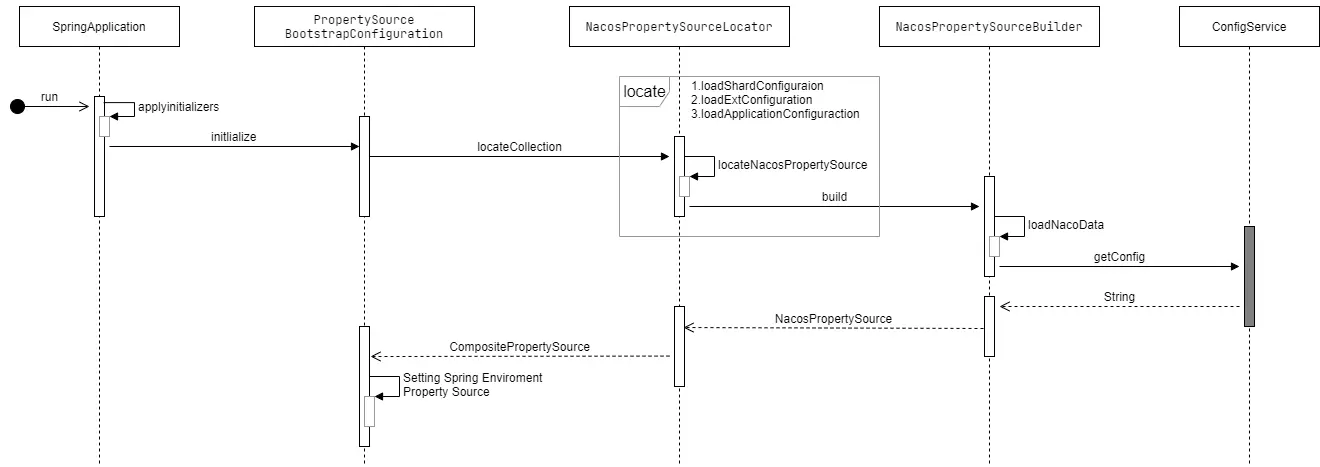 SpringApplication
PropertySource
BootstrapConfiguration
NacosPropertySourceLocator
NacosPropertySourceBuilder
ConfigService
run
applyinitializers
locate
1.loadShardConfiguraion
2.loadExtConfiguration
3.loadApplicationConfiguraction
initlialize
locateCollection
locateNacosPropertySource
build
loadNacoData
getConfig
String
NacosPropertySource
CompositePropertySource
Setting Spring Enviroment
Property Source